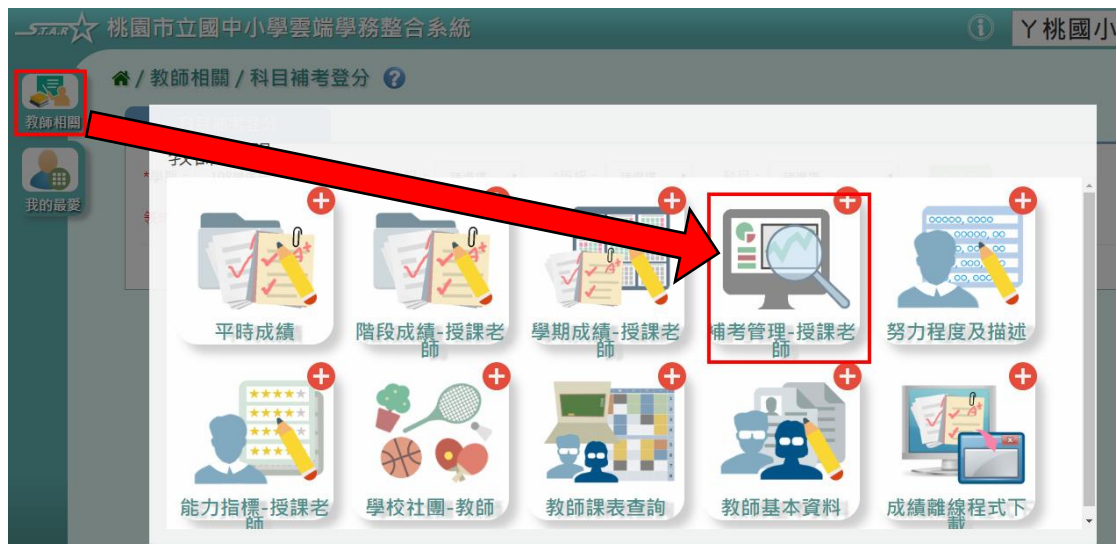 S.T.A.R 桃園市立國中小學雲端學務整合系統
ㄚ桃國小
/ 教師相關 / 科目補考登分
教師相關
我的最愛
平時成績
階段成績-授課老
師
學期成績-授課老
師
補考管理-授課老
師
努力程度及描述
能力指標-授課老
師
學校社團-教師
教師課表查詢
教師基本資料
成績離線程式下
載